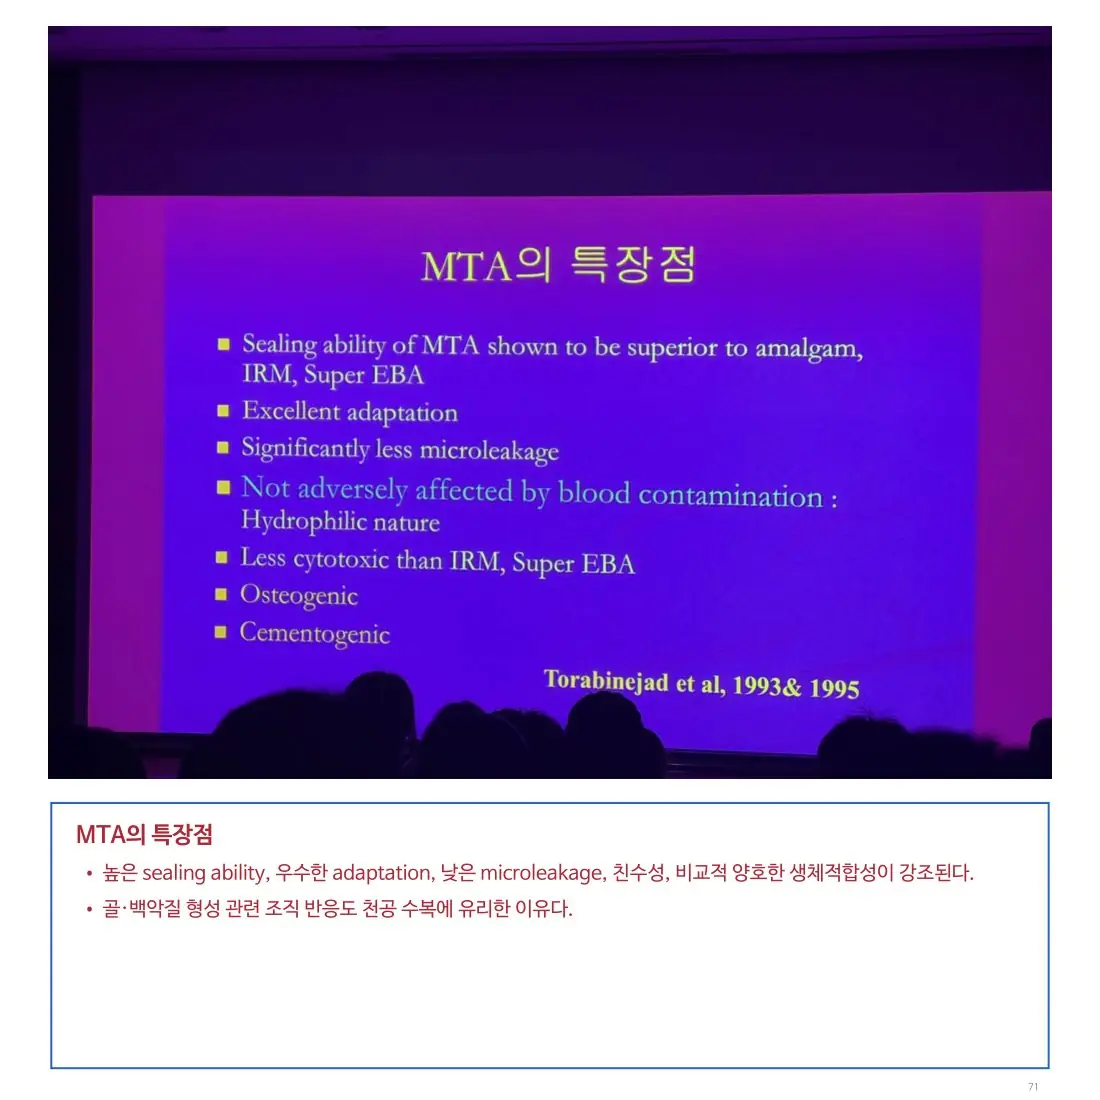 MTA의 특장점
■ Sealing ability of MTA shown to be superior to amalgam,
IRM, Super EBA
■ Excellent adaptation
■ Significantly less microleakage
■ Not adversely affected by blood contamination :
Hydrophilic nature
■ Less cytotoxic than IRM, Super EBA
■ Osteogenic
■ Cementogenic
Torabinejad et al, 1993& 1995
MTA의 특장점
• 높은 sealing ability, 우수한 adaptation, 낮은 microleakage, 친수성, 비교적 양호한 생체적합성이 강조된다.
• 골·백악질 형성 관련 조직 반응도 천공 수복에 유리한 이유다.
71